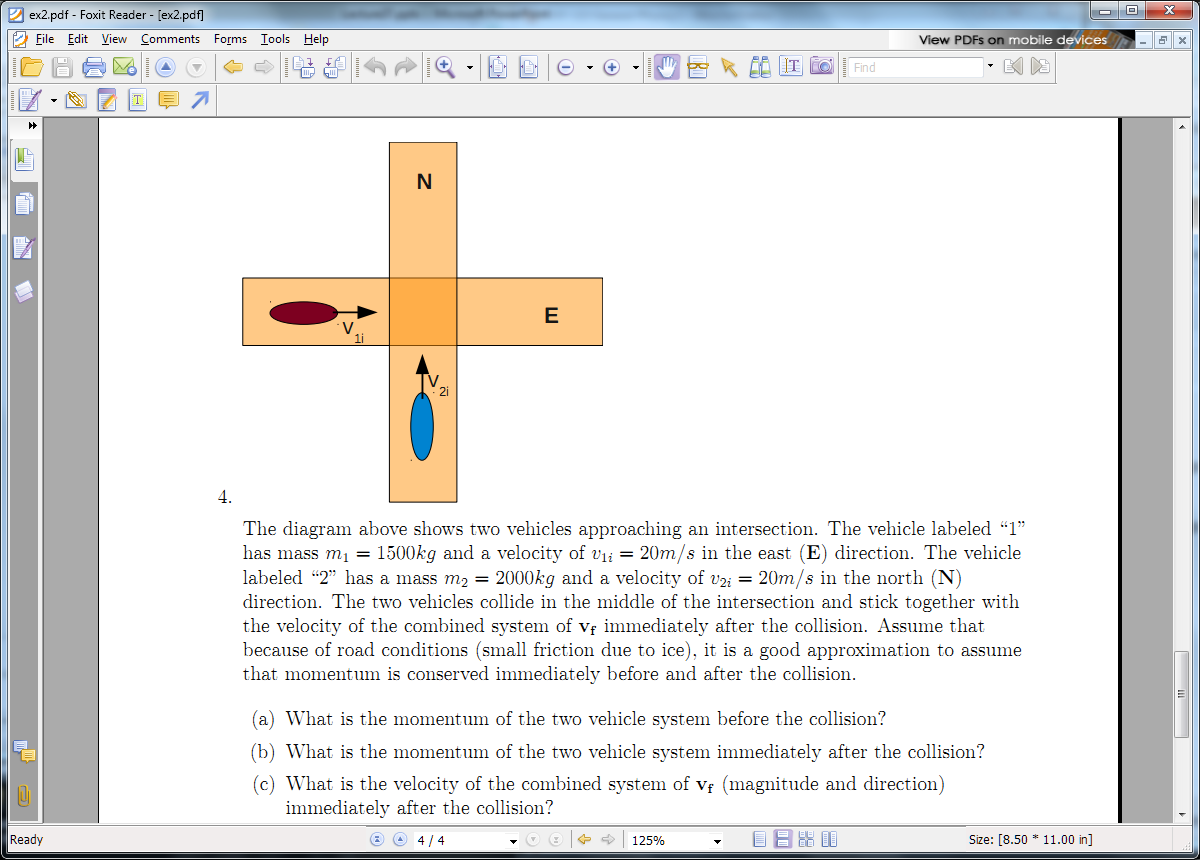 ex2.pdf - Foxit Reader - [ex2.pdf]
File Edit View Comments Forms Tools Help
View PDFs on mobile devices
Find
N
E
V1i
V2i
4.
The diagram above shows two vehicles approaching an intersection. The vehicle labeled “1”
has mass m₁ = 1500kg and a velocity of v₁ᵢ = 20m/s in the east (E) direction. The vehicle
labeled “2” has a mass m₂ = 2000kg and a velocity of v₂ᵢ = 20m/s in the north (N)
direction. The two vehicles collide in the middle of the intersection and stick together with
the velocity of the combined system of vf immediately after the collision. Assume that
because of road conditions (small friction due to ice), it is a good approximation to assume
that momentum is conserved immediately before and after the collision.
(a) What is the momentum of the two vehicle system before the collision?
(b) What is the momentum of the two vehicle system immediately after the collision?
(c) What is the velocity of the combined system of vf (magnitude and direction)
immediately after the collision?
Ready
4 / 4
125%
Size: [8.50 * 11.00 in]